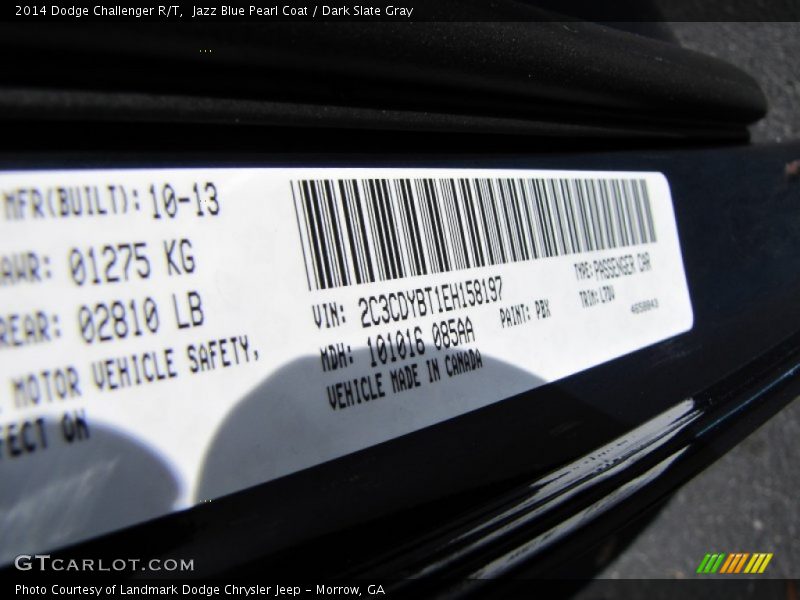 2014 Dodge Challenger R/T, Jazz Blue Pearl Coat / Dark Slate Gray
MFR(BUILT): 10-13
AWR: 01275 KG
REAR: 02810 LB
MOTOR VEHICLE SAFETY,
FECT ON
VIN: 2C3CDYBT1EH158197
MDH: 101016 085AA
VEHICLE MADE IN CANADA
PAINT: PBX
TYPE: PASSENGER CAR
TRIM: LTDV
GTCARLOT.COM
Photo Courtesy of Landmark Dodge Chrysler Jeep - Morrow, GA